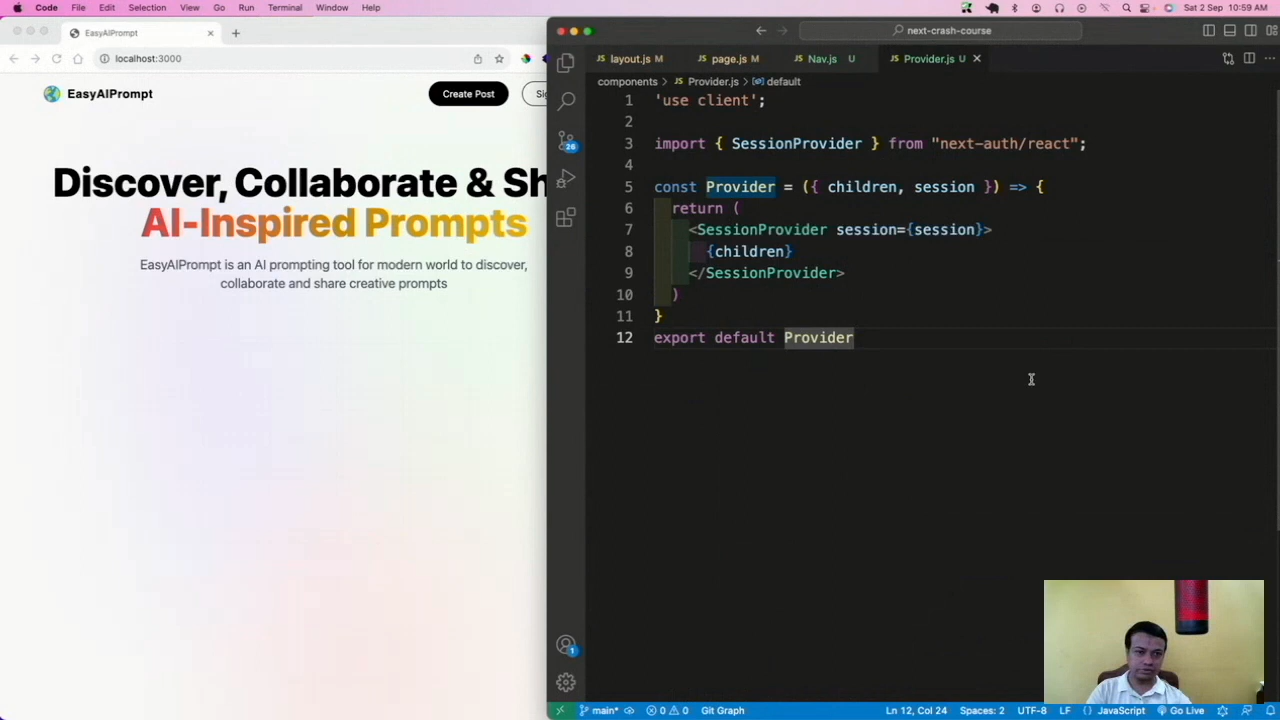 Code File Edit Selection View Go Run Terminal Window Help
Sat 2 Sep 10:59 AM
EasyAIPrompt
localhost:3000
EasyAIPrompt
Create Post
Discover, Collaborate & Sh
AI-Inspired Prompts
EasyAIPrompt is an AI prompting tool for modern world to discover,
collaborate and share creative prompts
next-crash-course
layout.js M page.js M Nav.js U Provider.js U
components > Provider.js > default
1 'use client';
2
3 import { SessionProvider } from "next-auth/react";
4
5 const Provider = ({ children, session }) => {
6 return (
7 <SessionProvider session={session}>
8 {children}
9 </SessionProvider>
10 )
11 }
12 export default Provider
26
1
main* 0 0 Git Graph
Ln 12, Col 24 Spaces: 2 UTF-8 LF {} JavaScript Go Live